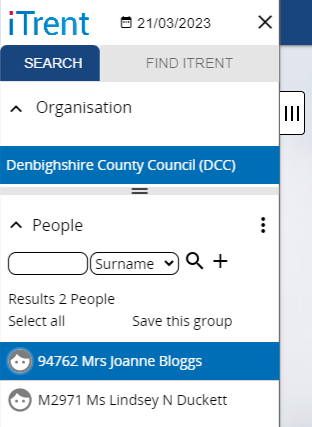 iTrent 21/03/2023
SEARCH FIND ITRENT
Organisation
Denbighshire County Council (DCC)
People
Surname
Results 2 People
Select all Save this group
94762 Mrs Joanne Bloggs
M2971 Ms Lindsey N Duckett